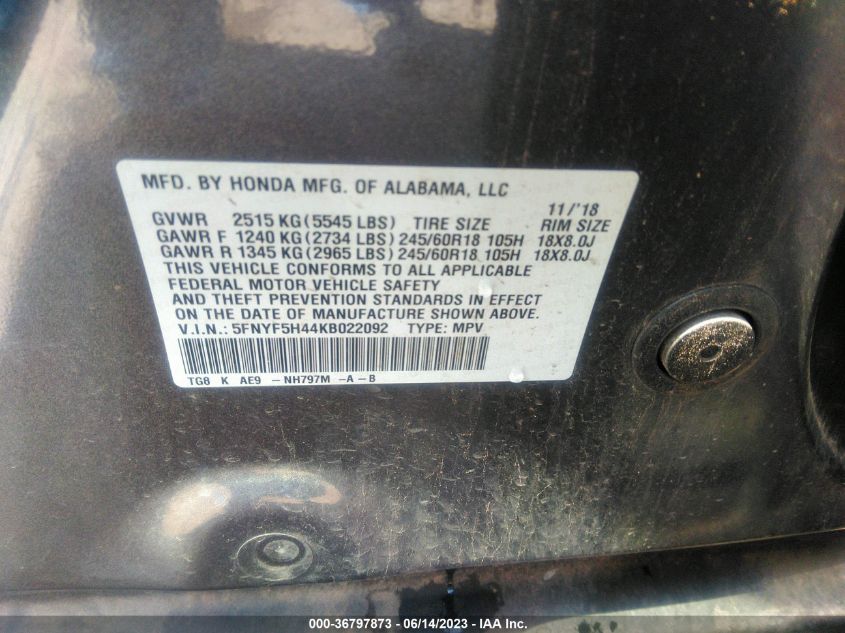 MFD. BY HONDA MFG. OF ALABAMA, LLC
11/'18
GVWR 2515 KG (5545 LBS) TIRE SIZE RIM SIZE
GAWR F 1240 KG (2734 LBS) 245/60R18 105H 18X8.0J
GAWR R 1345 KG (2965 LBS) 245/60R18 105H 18X8.0J
THIS VEHICLE CONFORMS TO ALL APPLICABLE
FEDERAL MOTOR VEHICLE SAFETY
AND THEFT PREVENTION STANDARDS IN EFFECT
ON THE DATE OF MANUFACTURE SHOWN ABOVE.
V.I.N.: 5FNYF5H44KB022092 TYPE: MPV
TG8 K AE9 -NH797M -A-B
000-36797873 - 06/14/2023 - IAA Inc.